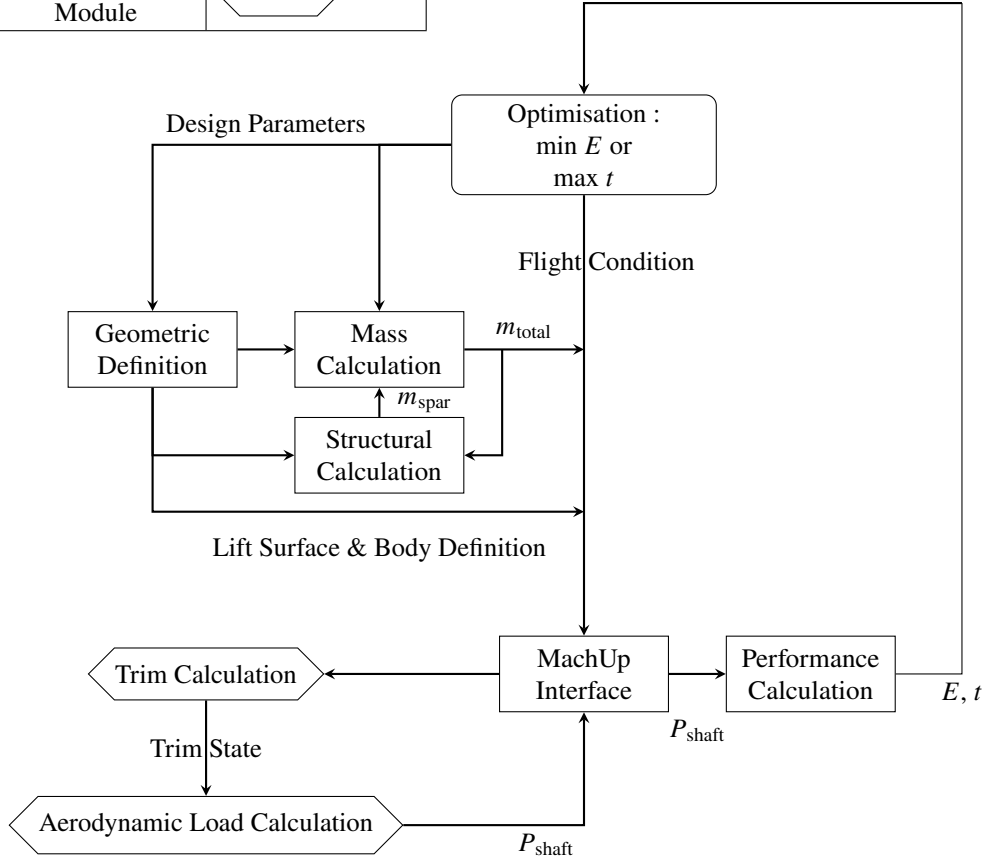 Module
Optimisation :
min E or
max t
Design Parameters
Flight Condition
Geometric
Definition
Mass
Calculation
m_total
m_spar
Structural
Calculation
Lift Surface & Body Definition
MachUp
Interface
Performance
Calculation
E, t
Trim Calculation
P_shaft
Trim State
Aerodynamic Load Calculation
P_shaft